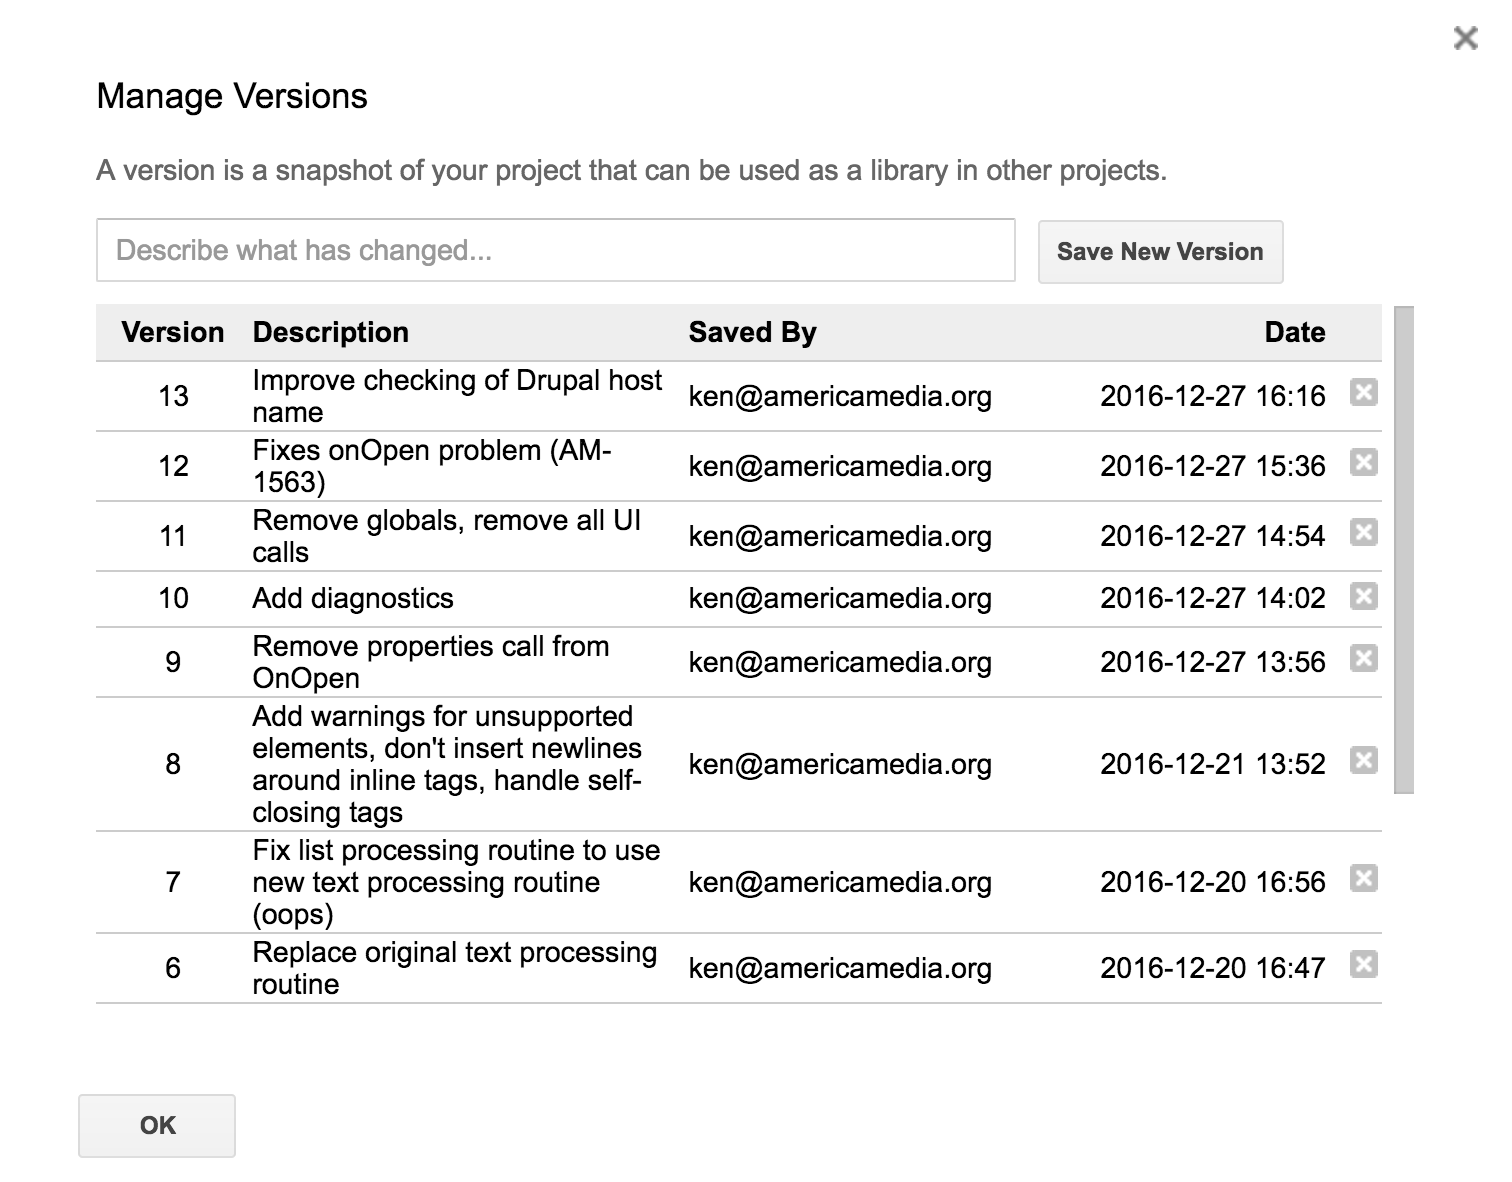 Manage Versions
A version is a snapshot of your project that can be used as a library in other projects.
Describe what has changed...
Save New Version
Version Description Saved By Date
13 Improve checking of Drupal host
name
ken@americamedia.org 2016-12-27 16:16
12 Fixes onOpen problem (AM-
1563)
ken@americamedia.org 2016-12-27 15:36
11 Remove globals, remove all UI
calls
ken@americamedia.org 2016-12-27 14:54
10 Add diagnostics ken@americamedia.org 2016-12-27 14:02
9 Remove properties call from
OnOpen
ken@americamedia.org 2016-12-27 13:56
8 Add warnings for unsupported
elements, don't insert newlines
around inline tags, handle self-
closing tags
ken@americamedia.org 2016-12-21 13:52
7 Fix list processing routine to use
new text processing routine
(oops)
ken@americamedia.org 2016-12-20 16:56
6 Replace original text processing
routine
ken@americamedia.org 2016-12-20 16:47
OK